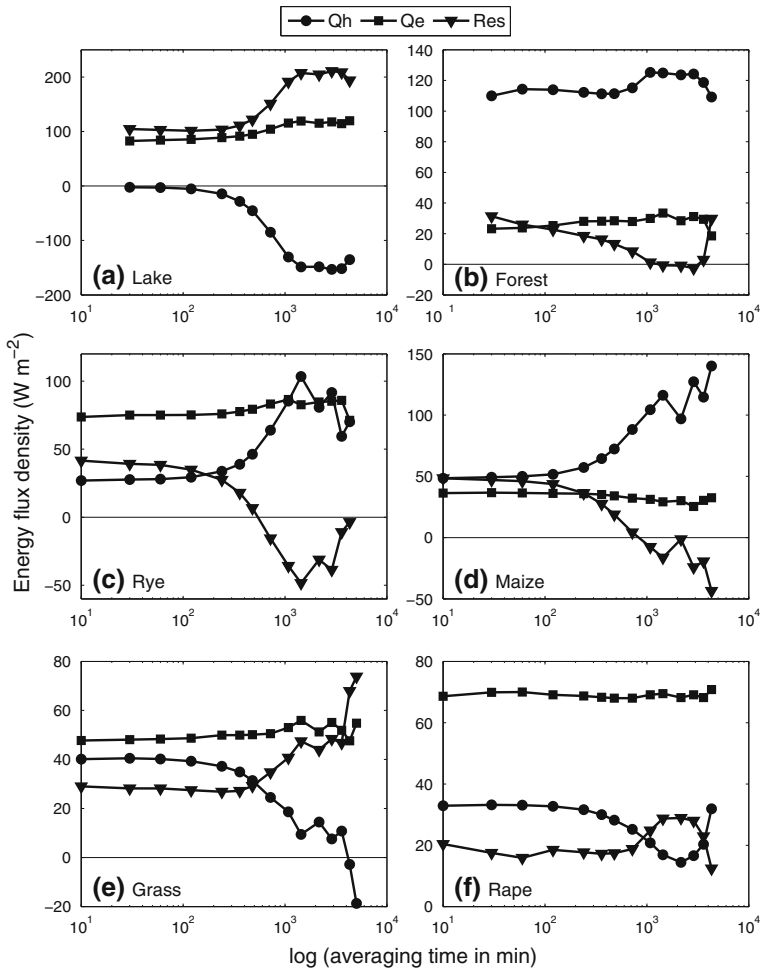 Qh Qe Res
200
100
0
−100
−200
(a) Lake
10^1 10^2 10^3 10^4
140
120
100
80
60
40
20
0
−20
(b) Forest
10^1 10^2 10^3 10^4
Energy flux density (W m^−2)
100
50
0
−50
(c) Rye
10^1 10^2 10^3 10^4
150
100
50
0
−50
(d) Maize
10^1 10^2 10^3 10^4
80
60
40
20
0
−20
(e) Grass
10^1 10^2 10^3 10^4
80
60
40
20
0
(f) Rape
10^1 10^2 10^3 10^4
log (averaging time in min)